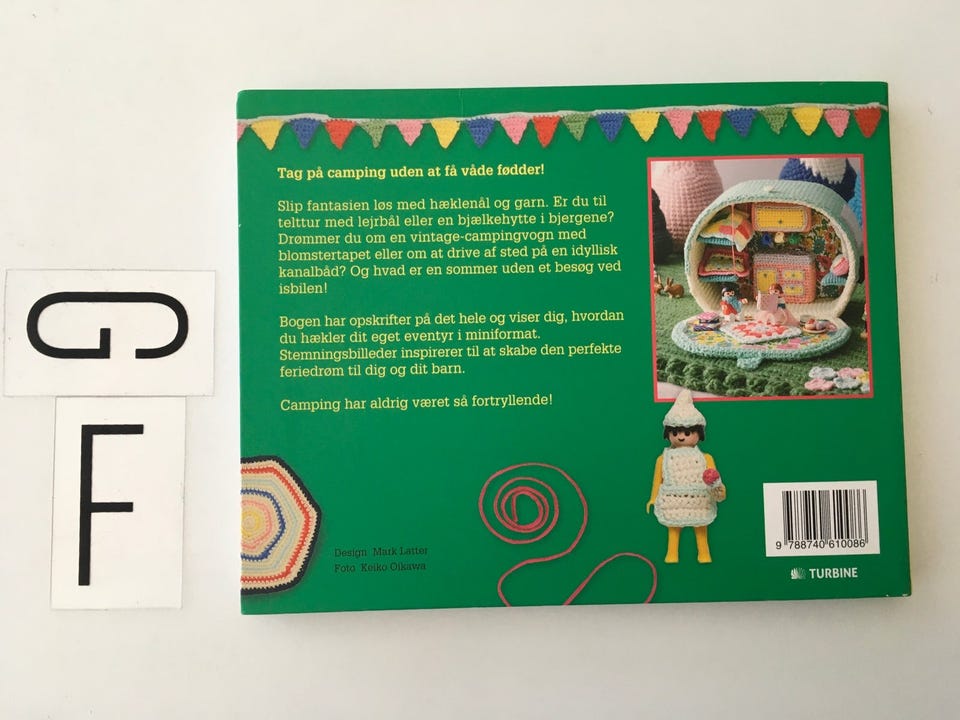 Tag på camping uden at få våde fødder!
Slip fantasien løs med hæklenål og garn. Er du til
telttur med lejrbål eller en bjælkehytte i bjergene?
Drømmer du om en vintage-campingvogn med
blomstertapet eller om at drive af sted på en idyllisk
kanalbåd? Og hvad er en sommer uden et besøg ved
isbilen!
Bogen har opskrifter på det hele og viser dig, hvordan
du hækler dit eget eventyr i miniformat.
Stemningsbilleder inspirerer til at skabe den perfekte
feriedrøm til dig og dit barn.
Camping har aldrig været så fortryllende!
Design Mark Latter
Foto Keiko Oikawa
9 788740 610086
TURBINE
G
F